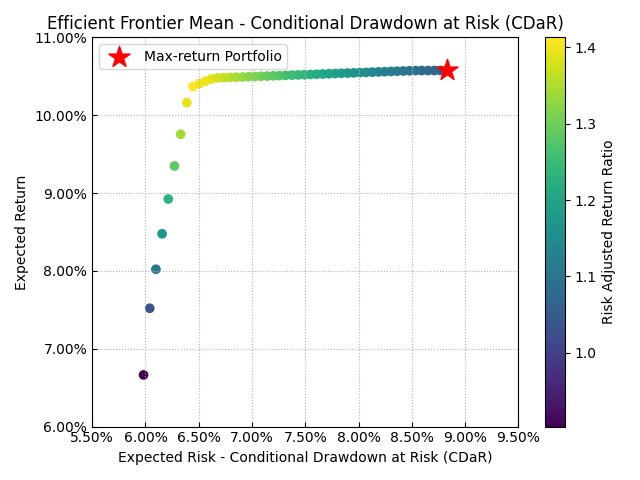 Efficient Frontier Mean - Conditional Drawdown at Risk (CDaR)
Max-return Portfolio
11.00%
10.00%
9.00%
8.00%
7.00%
6.00%
Expected Return
5.50% 6.00% 6.50% 7.00% 7.50% 8.00% 8.50% 9.00% 9.50%
Expected Risk - Conditional Drawdown at Risk (CDaR)
1.4
1.3
1.2
1.1
1.0
Risk Adjusted Return Ratio